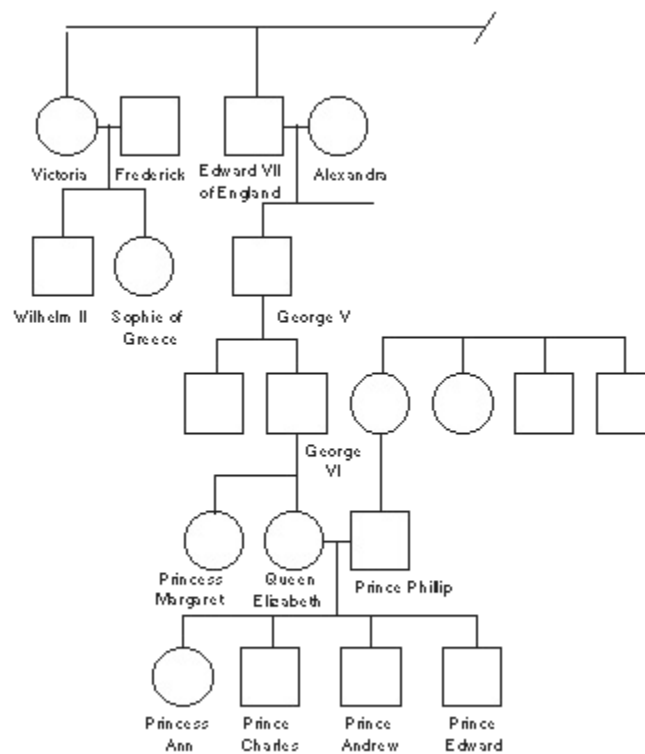 Victoria
Frederick
Edward VII
of England
Alexandra
Wilhelm II
Sophie of
Greece
George V
George
VI
Princess
Margaret
Queen
Elizabeth
Prince Phillip
Princess
Ann
Prince
Charles
Prince
Andrew
Prince
Edward